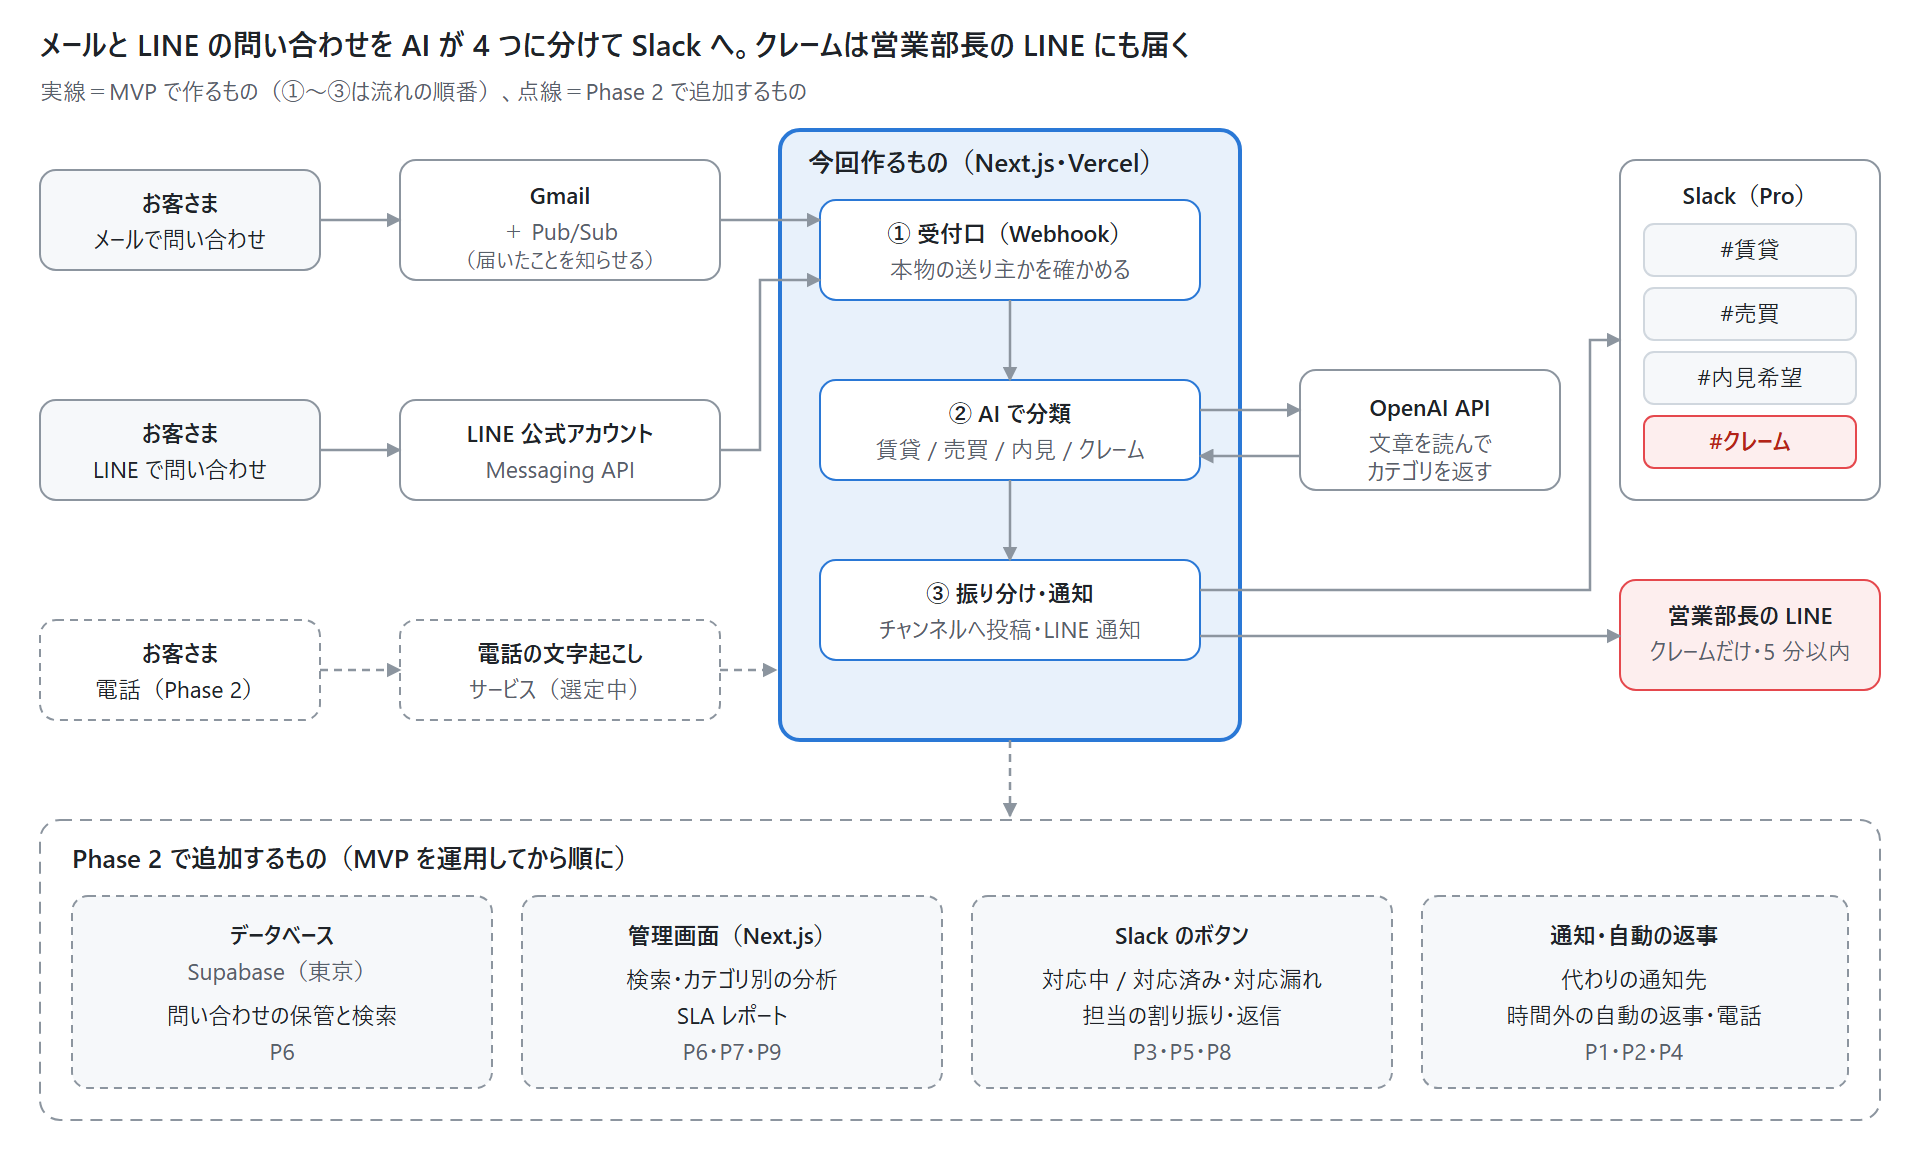 メールと LINE の問い合わせを AI が 4 つに分けて Slack へ。クレームは営業部長の LINE にも届く
実線＝MVP で作るもの（①〜③は流れの順番）、点線＝Phase 2 で追加するもの
お客さま
メールで問い合わせ
Gmail
＋ Pub/Sub
（届いたことを知らせる）
お客さま
LINE で問い合わせ
LINE 公式アカウント
Messaging API
お客さま
電話（Phase 2）
電話の文字起こし
サービス（選定中）
今回作るもの（Next.js・Vercel）
① 受付口（Webhook）
本物の送り主かを確かめる
② AI で分類
賃貸 / 売買 / 内見 / クレーム
③ 振り分け・通知
チャンネルへ投稿・LINE 通知
OpenAI API
文章を読んで
カテゴリを返す
Slack（Pro）
#賃貸
#売買
#内見希望
#クレーム
営業部長の LINE
クレームだけ・5 分以内
Phase 2 で追加するもの（MVP を運用してから順に）
データベース
Supabase（東京）
問い合わせの保管と検索
P6
管理画面（Next.js）
検索・カテゴリ別の分析
SLA レポート
P6・P7・P9
Slack のボタン
対応中 / 対応済み・対応漏れ
担当の割り振り・返信
P3・P5・P8
通知・自動の返事
代わりの通知先
時間外の自動の返事・電話
P1・P2・P4